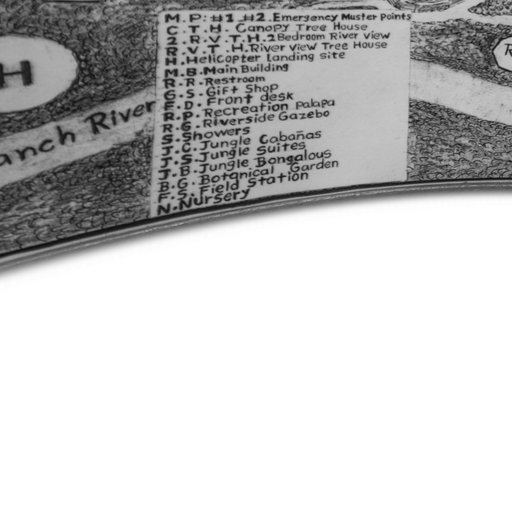 M.P: #1 #2. Emergency Muster Points
C.T.H. Canopy Tree House
2.R.V.T.H. 2 Bedroom River View
R.V.T.H. River View Tree House
H. Helicopter landing site
M.B. Main Building
R.R. Restroom
G.S. Gift Shop
F.D. Front desk
R.P. Recreation palapa
R.G. Riverside Gazebo
S. Showers
J.C. Jungle Cabañas
J.S. Jungle Suites
J.B. Jungle Bongalous
B.G. Botanical Garden
F.S. Field Station
N. Nursery
H
anch River
R